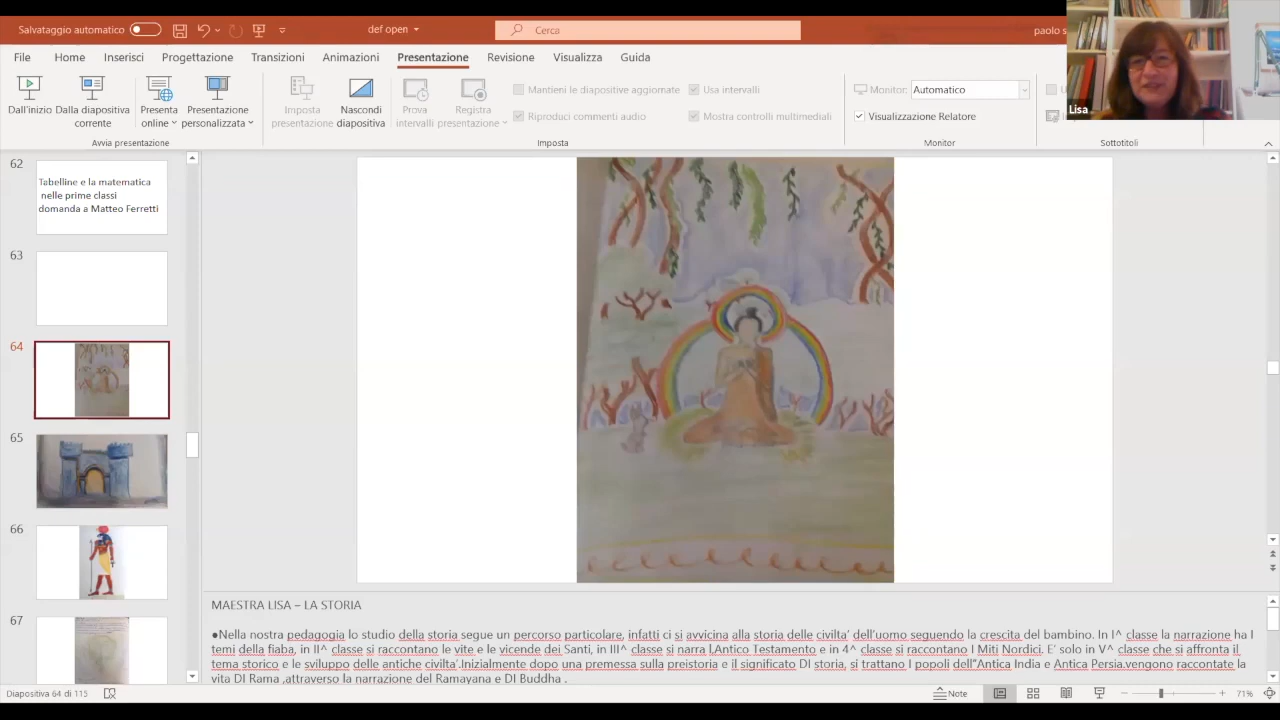 Salvataggio automatico
def open
Cerca
paolo s
File Home Inserisci Progettazione Transizioni Animazioni Presentazione Revisione Visualizza Guida
Dall'inizio
Dalla diapositiva corrente
Presenta online
Presentazione personalizzata
Avvia presentazione
Imposta presentazione
Nascondi diapositiva
Prova intervalli
Registra presentazione
Mantieni le diapositive aggiornate
Riproduci commenti audio
Usa intervalli
Mostra controlli multimediali
Imposta
Monitor: Automatico
Visualizzazione Relatore
Monitor
Sottotitoli
Lisa
62
Tabelline e la matematica
nelle prime classi
domanda a Matteo Ferretti
63
64
65
66
67
MAESTRA LISA – LA STORIA
●Nella nostra pedagogia lo studio della storia segue un percorso particolare, infatti ci si avvicina alla storia delle civilta' dell'uomo seguendo la crescita del bambino. In I^ classe la narrazione ha I
temi della fiaba, in II^ classe si raccontano le vite e le vicende dei Santi, in III^ classe si narra l,Antico Testamento e in 4^ classe si raccontano I Miti Nordici. E' solo in V^ classe che si affronta il
tema storico e le sviluppo delle antiche civilta'.Inizialmente dopo una premessa sulla preistoria e il significato DI storia, si trattano I popoli dell"Antica India e Antica Persia.vengono raccontate la
vita DI Rama ,attraverso la narrazione del Ramayana e DI Buddha .
Diapositiva 64 di 115
Note
71%